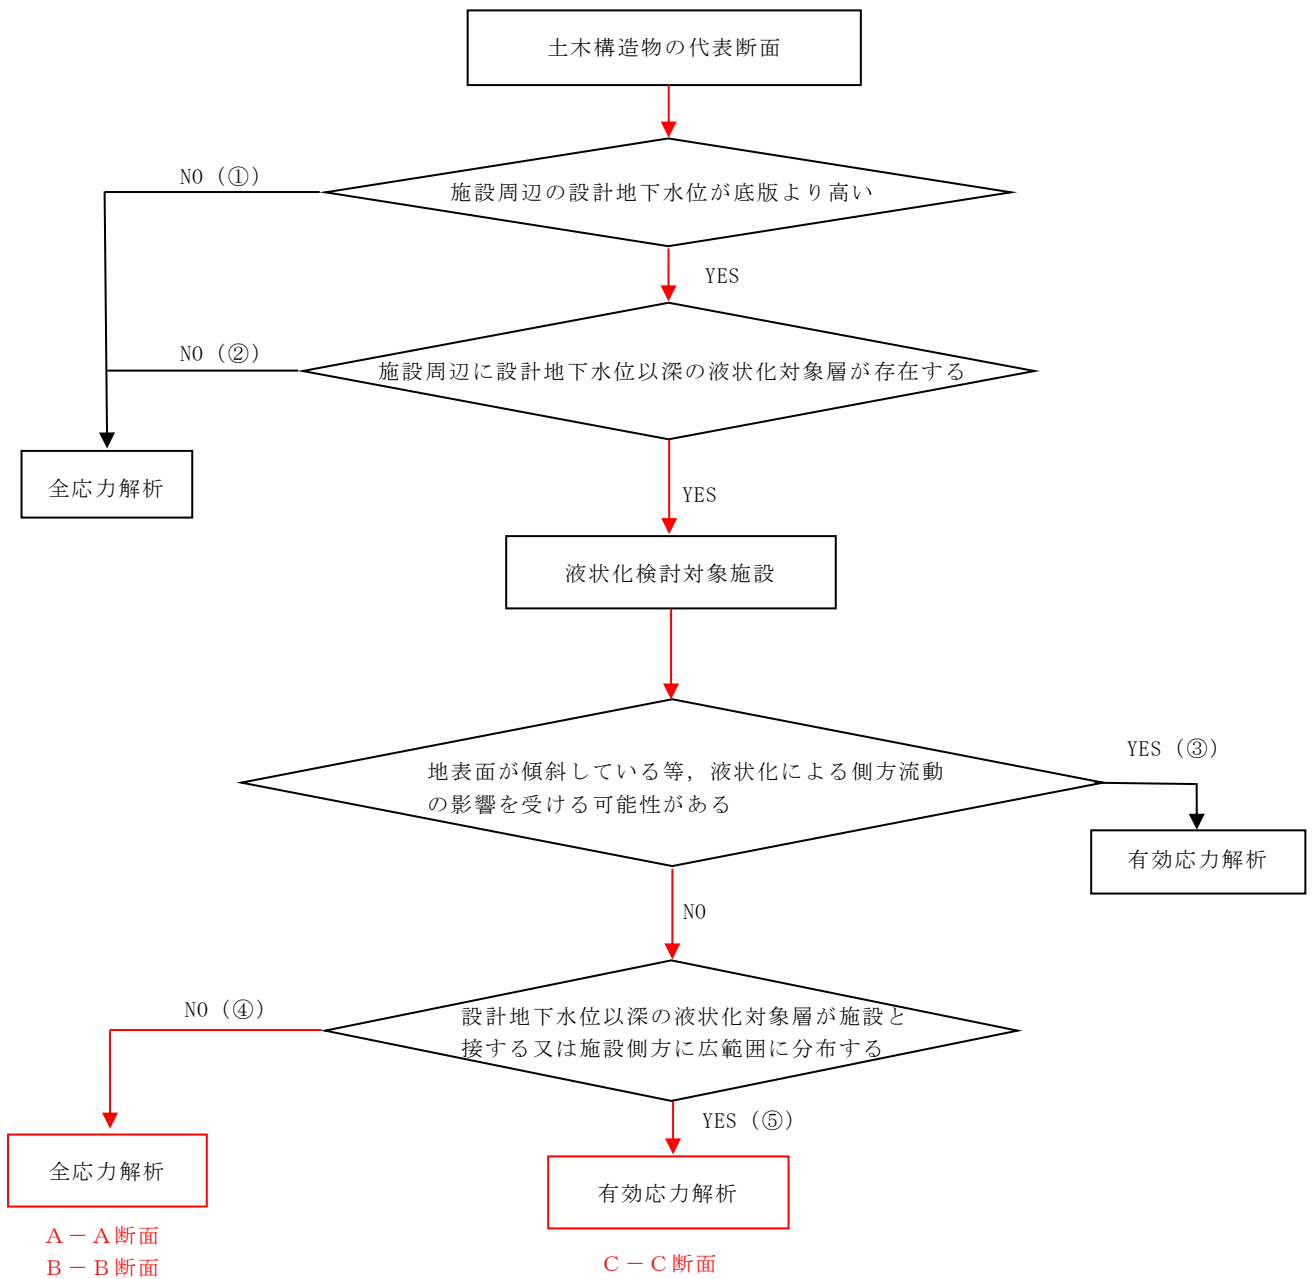 土木構造物の代表断面
NO（①）
施設周辺の設計地下水位が底版より高い
YES
NO（②）
施設周辺に設計地下水位以深の液状化対象層が存在する
全応力解析
YES
液状化検討対象施設
YES（③）
地表面が傾斜している等，液状化による側方流動
の影響を受ける可能性がある
有効応力解析
NO
NO（④）
設計地下水位以深の液状化対象層が施設と
接する又は施設側方に広範囲に分布する
YES（⑤）
全応力解析
有効応力解析
Ａ－Ａ断面
Ｂ－Ｂ断面
Ｃ－Ｃ断面